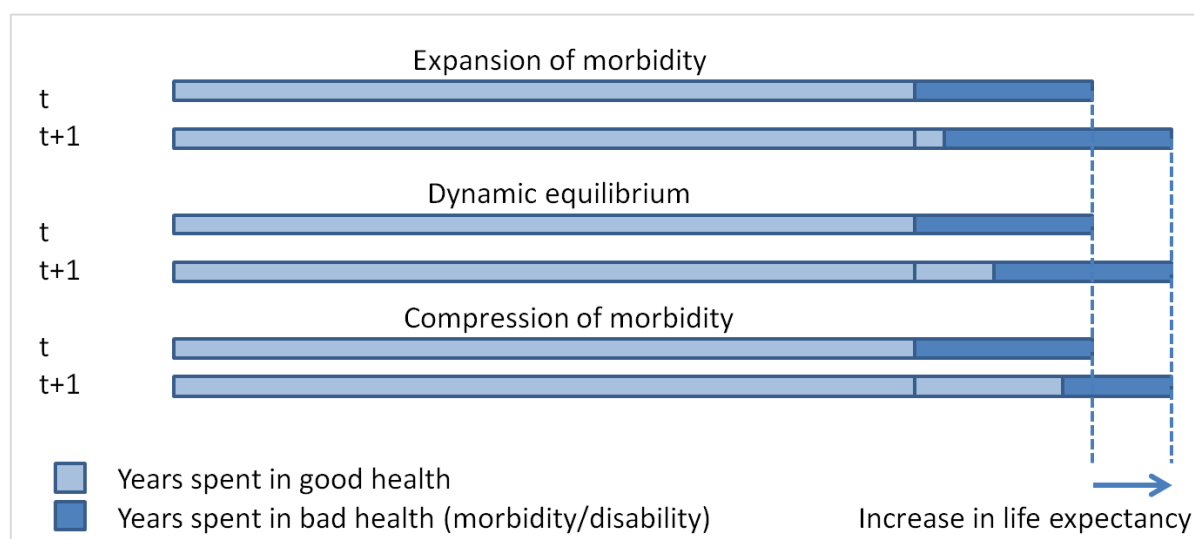 Expansion of morbidity
t
t+1
Dynamic equilibrium
t
t+1
Compression of morbidity
t
t+1
Years spent in good health
Years spent in bad health (morbidity/disability)
Increase in life expectancy